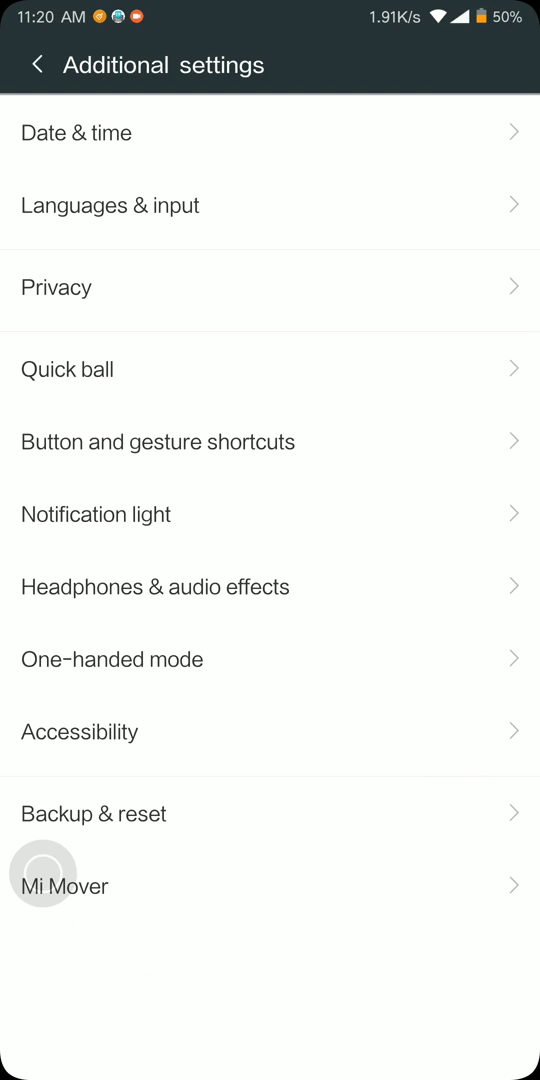 11:20 AM 1.91K/s 50%
Additional settings
Date & time
Languages & input
Privacy
Quick ball
Button and gesture shortcuts
Notification light
Headphones & audio effects
One-handed mode
Accessibility
Backup & reset
Mi Mover